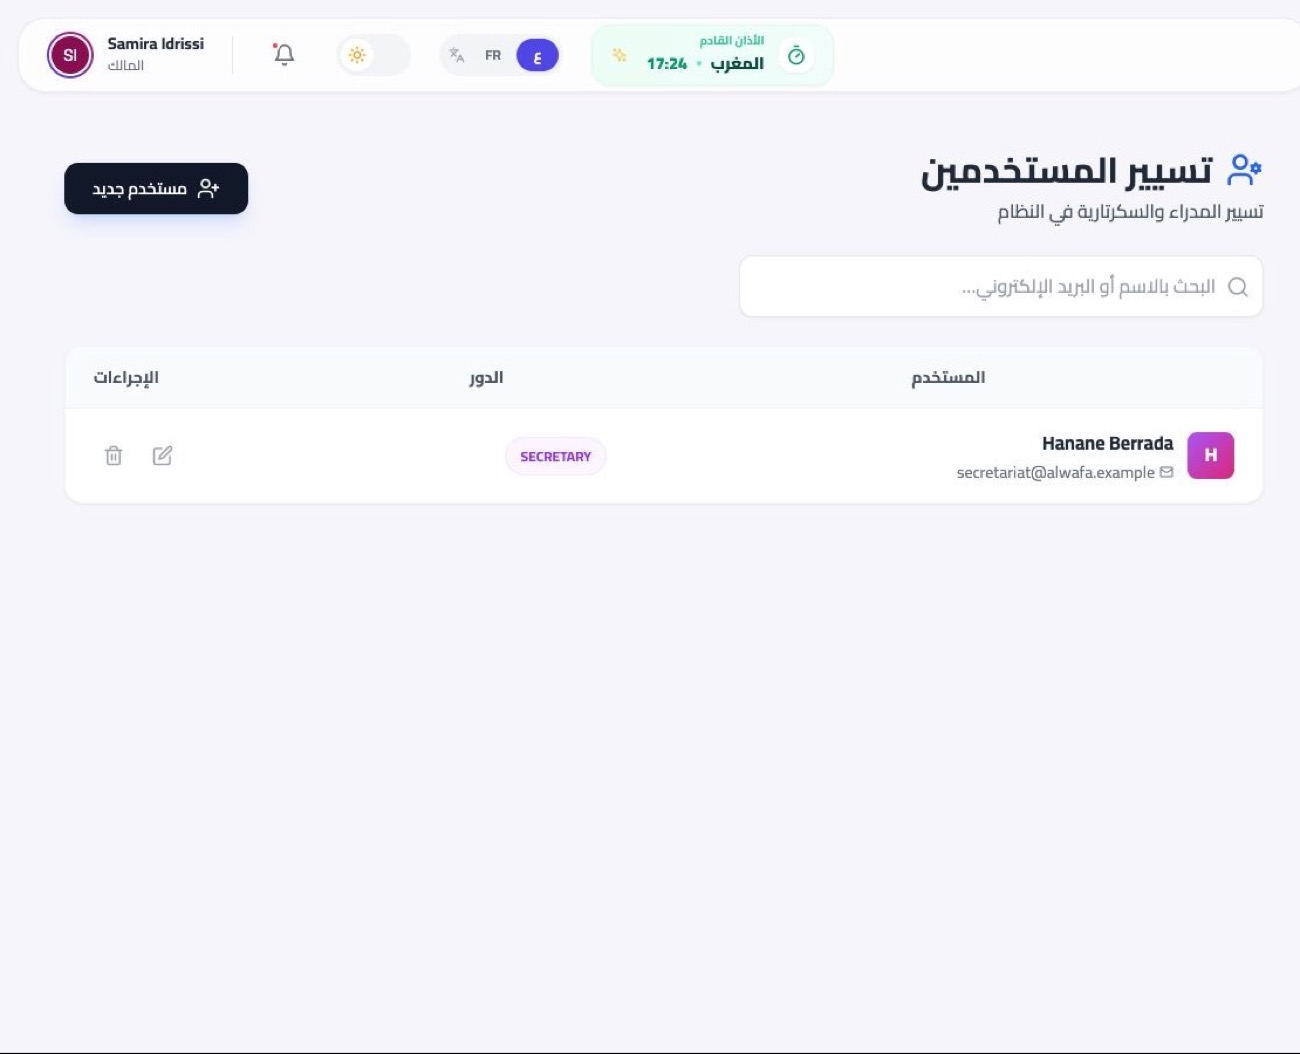 الأذان القادم
المغرب • 17:24
ع
FR
Samira Idrissi
المالك
SI
تسيير المستخدمين
تسيير المدراء والسكرتارية في النظام
مستخدم جديد
البحث بالاسم أو البريد الإلكتروني...
المستخدم
الدور
الإجراءات
H
Hanane Berrada
secretariat@alwafa.example
SECRETARY